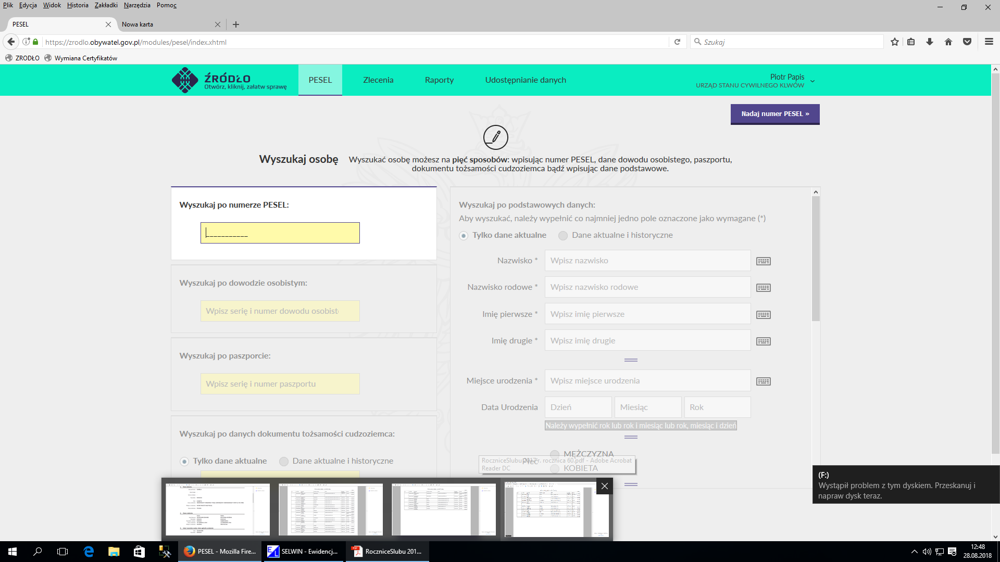 Plik Edycja Widok Historia Zakładki Narzędzia Pomoc
PESEL
Nowa karta
https://zrodlo.obywatel.gov.pl/modules/pesel/index.xhtml
Szukaj
ZRODŁO
Wymiana Certyfikatów
ŹRÓDŁO
Otwórz, kliknij, załatw sprawę
PESEL
Zlecenia
Raporty
Udostępnianie danych
Piotr Papis
URZĄD STANU CYWILNEGO KLWÓW
Nadaj numer PESEL »
Wyszukaj osobę
Wyszukać osobę możesz na pięć sposobów: wpisując numer PESEL, dane dowodu osobistego, paszportu,
dokumentu tożsamości cudzoziemca bądź wpisując dane podstawowe.
Wyszukaj po numerze PESEL:
___________
Wyszukaj po dowodzie osobistym:
Wpisz serię i numer dowodu osobist
Wyszukaj po paszporcie:
Wpisz serię i numer paszportu
Wyszukaj po danych dokumentu tożsamości cudzoziemca:
Tylko dane aktualne
Dane aktualne i historyczne
Wyszukaj po podstawowych danych:
Aby wyszukać, należy wypełnić co najmniej jedno pole oznaczone jako wymagane (*)
Tylko dane aktualne
Dane aktualne i historyczne
Nazwisko *
Wpisz nazwisko
Nazwisko rodowe *
Wpisz nazwisko rodowe
Imię pierwsze *
Wpisz imię pierwsze
Imię drugie *
Wpisz imię drugie
Miejsce urodzenia *
Wpisz miejsce urodzenia
Data Urodzenia
Dzień
Miesiąc
Rok
Należy wypełnić rok lub rok i miesiąc lub rok, miesiąc i dzień
Płeć
MĘŻCZYZNA
KOBIETA
RoczniceSlubu 2017 r. rocznica 60.pdf - Adobe Acrobat
Reader DC
(F:)
Wystąpił problem z tym dyskiem. Przeskanuj i
napraw dysk teraz.
PESEL - Mozilla Fire...
SELWIN - Ewidencj...
RoczniceSlubu 201...
12:48
28.08.2018